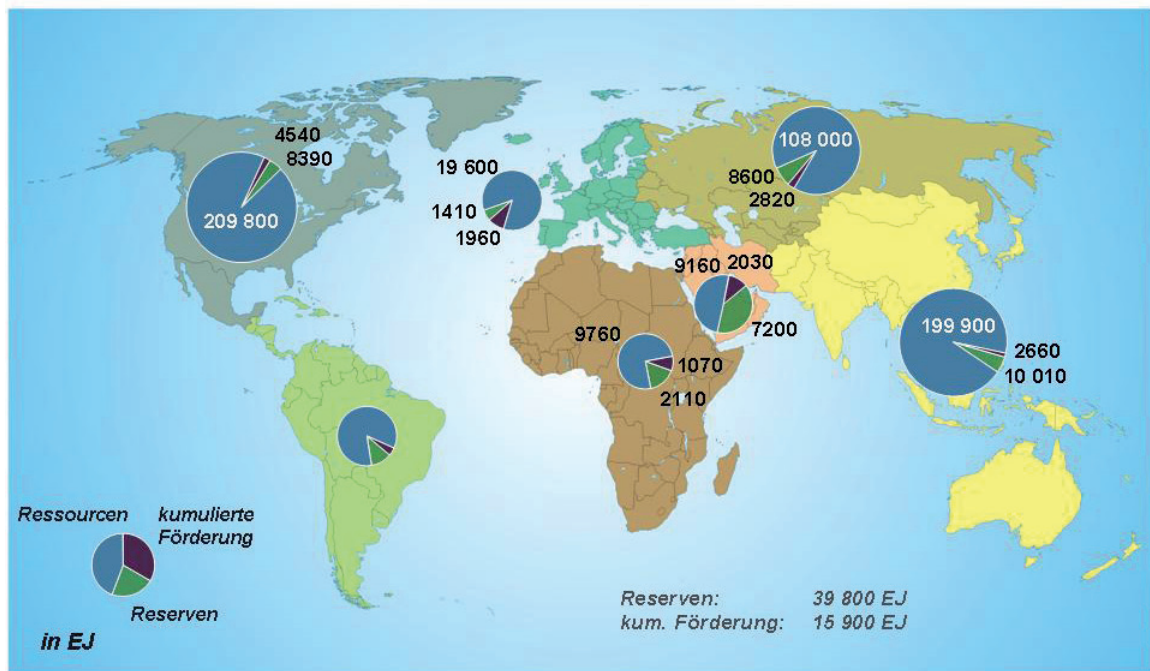 4540
8390
209 800
19 600
1410
1960
108 000
8600
2820
9160
2030
7200
9760
1070
2110
199 900
2660
10 010
Ressourcen
kumulierte
Förderung
Reserven
in EJ
Reserven: 39 800 EJ
kum. Förderung: 15 900 EJ